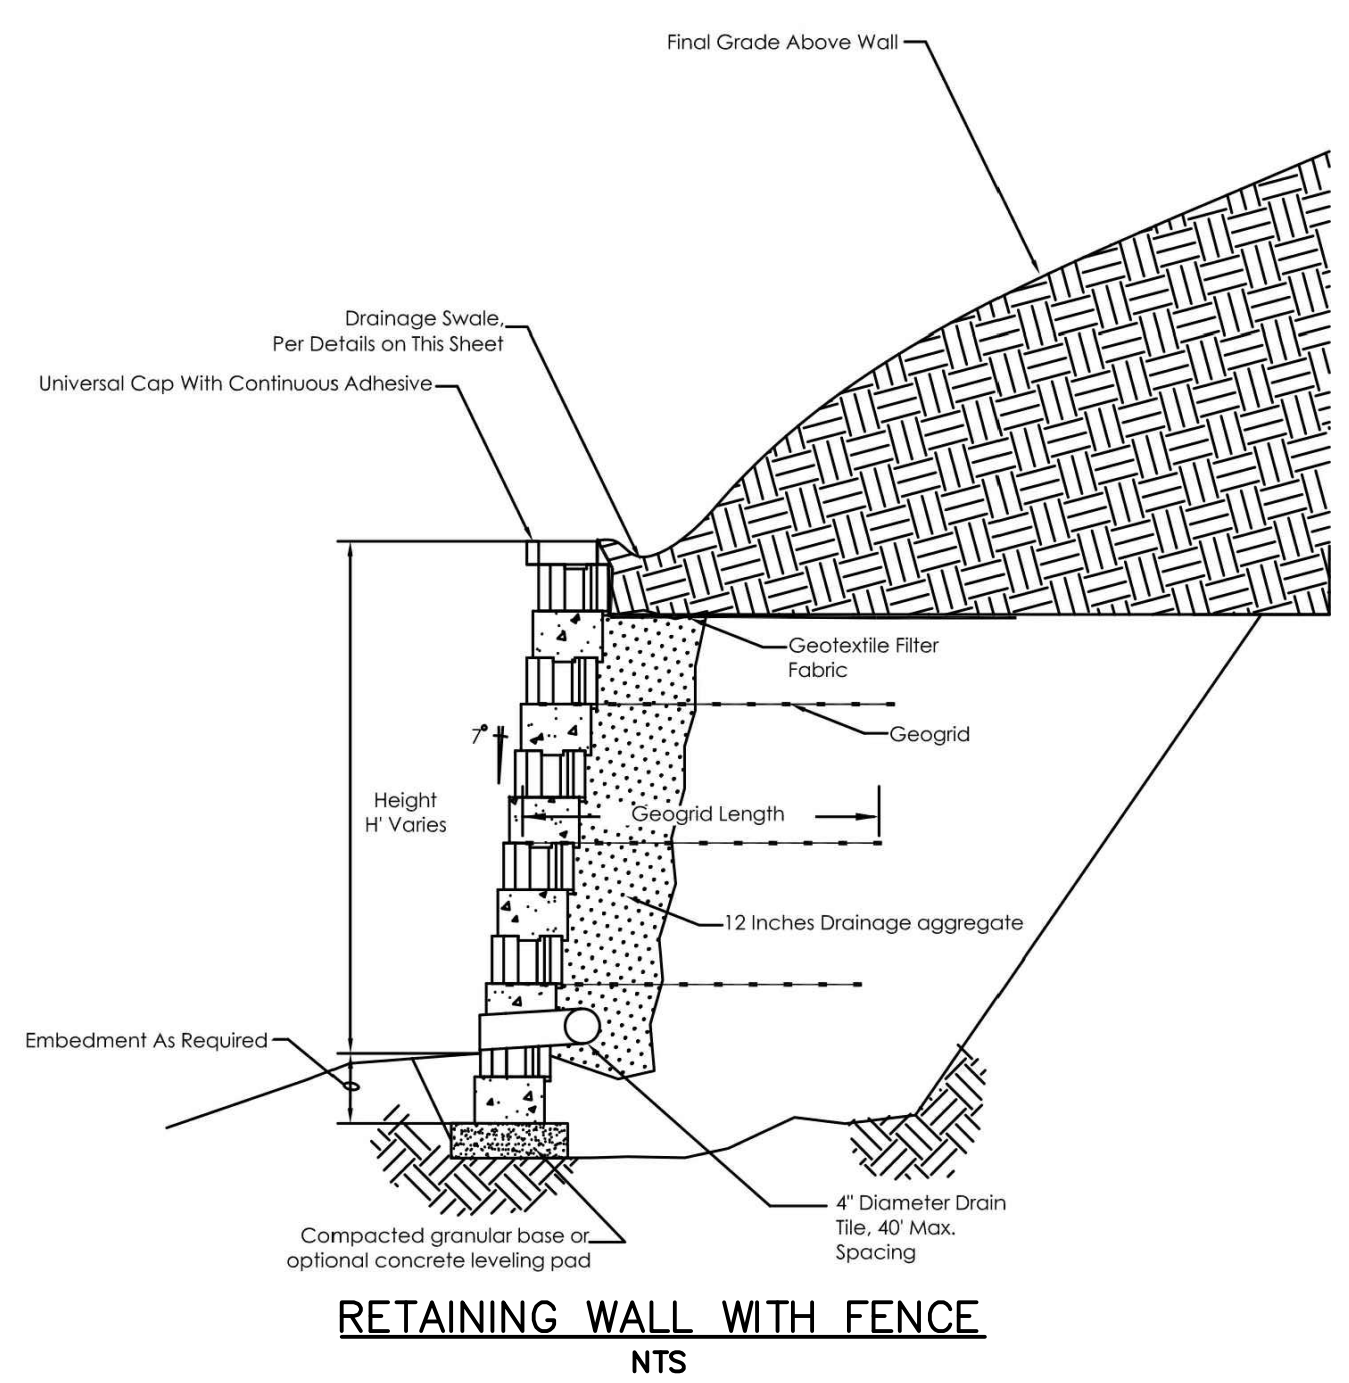 Final Grade Above Wall
Drainage Swale,
Per Details on This Sheet
Universal Cap With Continuous Adhesive
Geotextile Filter
Fabric
Geogrid
7°
Height
H' Varies
Geogrid Length
12 Inches Drainage aggregate
Embedment As Required
4" Diameter Drain
Tile, 40' Max.
Spacing
Compacted granular base or
optional concrete leveling pad
RETAINING WALL WITH FENCE
NTS